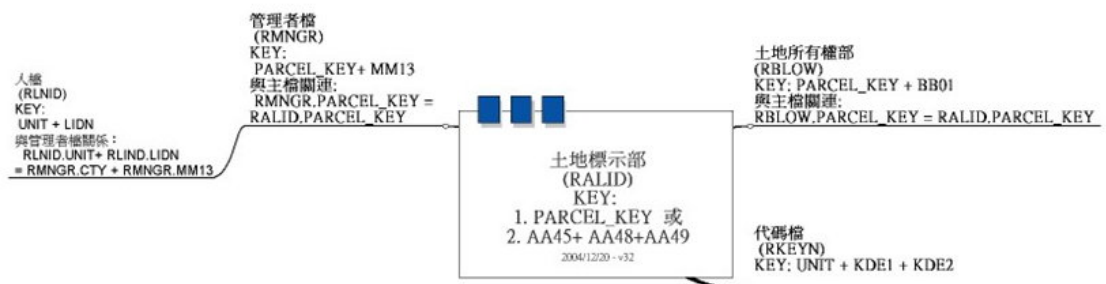 管理者檔
(RMNGR)
KEY:
PARCEL_KEY+ MM13
與主檔關連:
RMNGR.PARCEL_KEY =
RALID.PARCEL_KEY
人檔
(RLNID)
KEY:
UNIT + LIDN
與管理者檔關係：
RLNID.UNIT+ RLIND.LIDN
= RMNGR.CTY + RMNGR.MM13
土地標示部
(RALID)
KEY:
1. PARCEL_KEY 或
2. AA45+ AA48+AA49
2004/12/20 - v32
土地所有權部
(RBLOW)
KEY: PARCEL_KEY + BB01
與主檔關連:
RBLOW.PARCEL_KEY = RALID.PARCEL_KEY
代碼檔
(RKEYN)
KEY: UNIT + KDE1 + KDE2